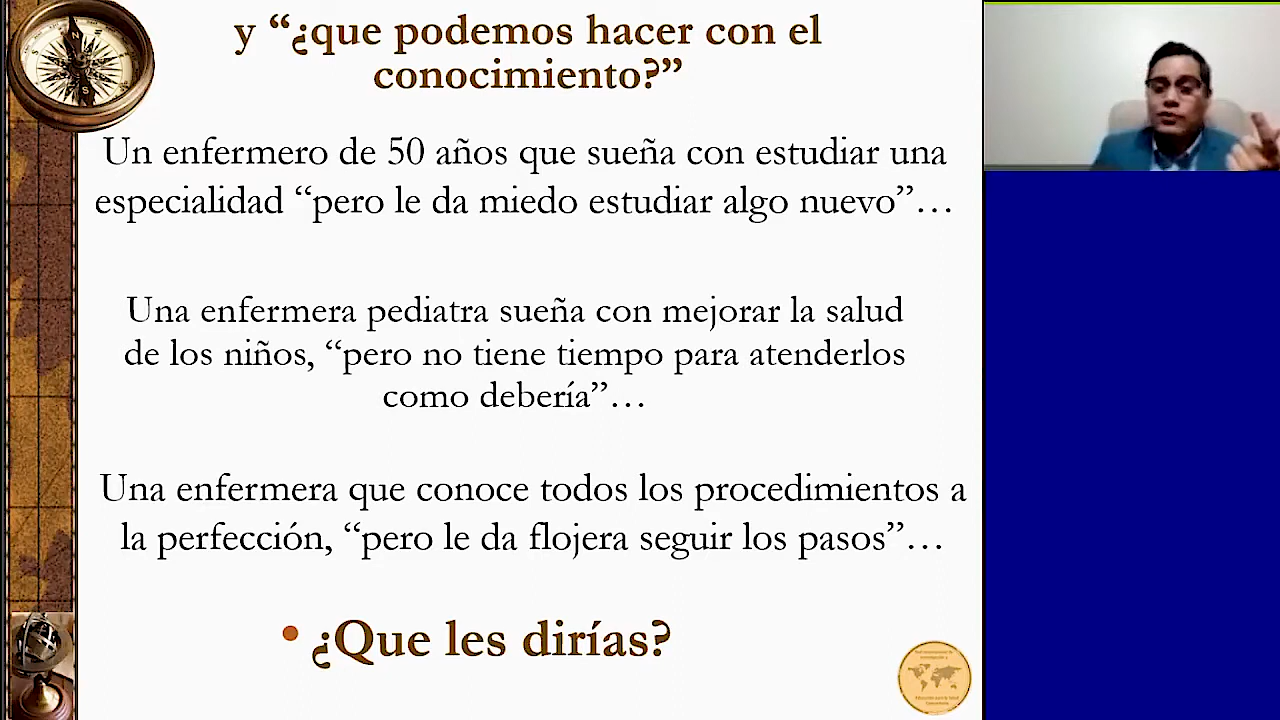 y “¿que podemos hacer con el
conocimiento?”
Un enfermero de 50 años que sueña con estudiar una
especialidad “pero le da miedo estudiar algo nuevo”…
Una enfermera pediatra sueña con mejorar la salud
de los niños, “pero no tiene tiempo para atenderlos
como debería”…
Una enfermera que conoce todos los procedimientos a
la perfección, “pero le da flojera seguir los pasos”…
• ¿Que les dirías?